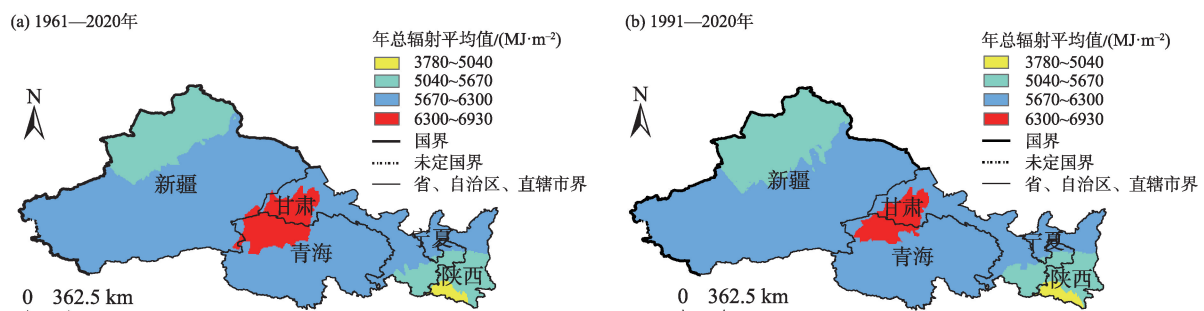 (a) 1961—2020年
年总辐射平均值/(MJ·m⁻²)
3780~5040
5040~5670
5670~6300
6300~6930
国界
未定国界
省、自治区、直辖市界
N
新疆
甘肃
青海
宁夏
陕西
0 362.5 km
(b) 1991—2020年
年总辐射平均值/(MJ·m⁻²)
3780~5040
5040~5670
5670~6300
6300~6930
国界
未定国界
省、自治区、直辖市界
N
新疆
甘肃
青海
宁夏
陕西
0 362.5 km